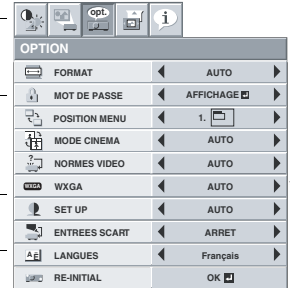 opt.
i
OPTION
FORMAT AUTO
MOT DE PASSE AFFICHAGE
POSITION MENU 1.
MODE CINEMA AUTO
? NORMES VIDEO AUTO
WXGA WXGA AUTO
SET UP AUTO
ENTREES SCART ARRET
AÉ LANGUES Français
RE-INITIAL OK